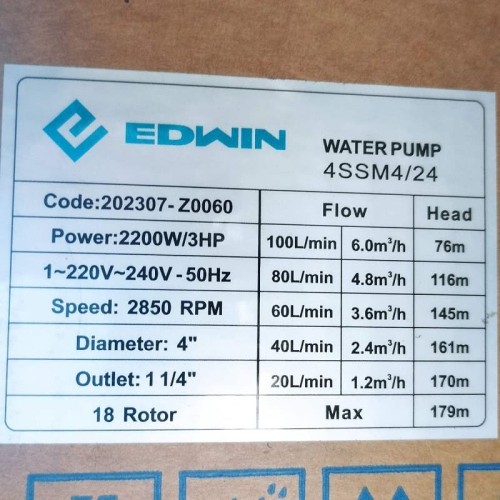 EDWIN
WATER PUMP
4SSM4/24
Code:202307-Z0060
Flow
Head
Power:2200W/3HP
100L/min 6.0m³/h 76m
1~220V~240V-50Hz
80L/min 4.8m³/h 116m
Speed: 2850 RPM
60L/min 3.6m³/h 145m
Diameter: 4"
40L/min 2.4m³/h 161m
Outlet:1 1/4"
20L/min 1.2m³/h 170m
18 Rotor
Max 179m